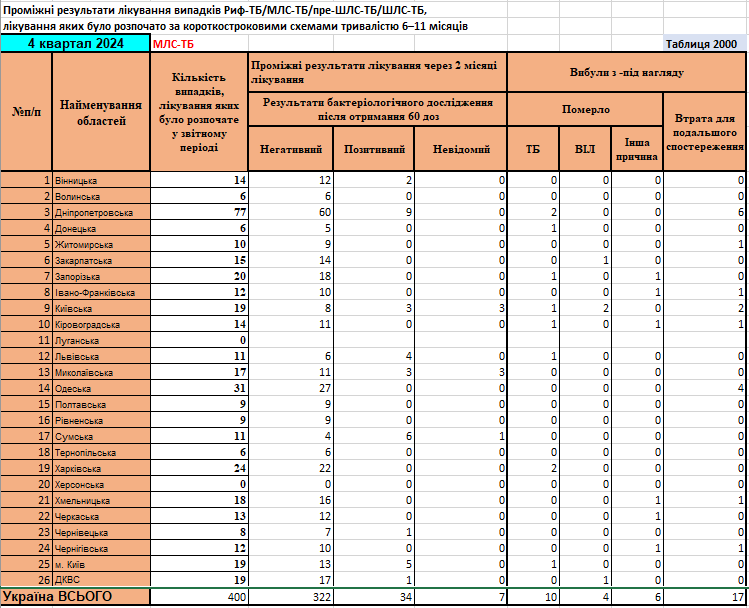 Проміжні результати лікування випадків Риф-ТБ/МЛС-ТБ/пре-ШЛС-ТБ/ШЛС-ТБ,
лікування яких було розпочато за короткостроковими схемами тривалістю 6–11 місяців
4 квартал 2024 МЛС-ТБ Таблиця 2000
№п/п Найменування областей Кількість випадків, лікування яких було розпочате у звітному періоді
Проміжні результати лікування через 2 місяці лікування
Вибули з -під нагляду
Результати бактеріологічного дослідження після отримання 60 доз
Померло
Втрата для подальшого спостереження
Негативний Позитивний Невідомий ТБ ВІЛ Інша причина
1 Вінницька 14 12 2 0 0 0 0 0
2 Волинська 6 6 0 0 0 0 0 0
3 Дніпропетровська 77 60 9 0 2 0 0 6
4 Донецька 6 5 0 0 1 0 0 0
5 Житомирська 10 9 0 0 0 0 0 1
6 Закарпатська 15 14 0 0 0 1 0 0
7 Запорізька 20 18 0 0 1 0 1 0
8 Івано-Франківська 12 10 0 0 0 0 1 1
9 Київська 19 8 3 3 1 2 0 2
10 Кіровоградська 14 11 0 0 1 0 1 1
11 Луганська 0
12 Львівська 11 6 4 0 1 0 0 0
13 Миколаївська 17 11 3 3 0 0 0 0
14 Одеська 31 27 0 0 0 0 0 4
15 Полтавська 9 9 0 0 0 0 0 0
16 Рівненська 9 9 0 0 0 0 0 0
17 Сумська 11 4 6 1 0 0 0 0
18 Тернопільська 6 6 0 0 0 0 0 0
19 Харківська 24 22 0 0 2 0 0 0
20 Херсонська 0 0 0 0 0 0 0 0
21 Хмельницька 18 16 0 0 0 0 1 1
22 Черкаська 13 12 0 0 0 0 1 0
23 Чернівецька 8 7 1 0 0 0 0 0
24 Чернігівська 12 10 0 0 0 0 1 1
25 м. Київ 19 13 5 0 1 0 0 0
26 ДКВС 19 17 1 0 0 1 0 0
Україна ВСЬОГО 400 322 34 7 10 4 6 17